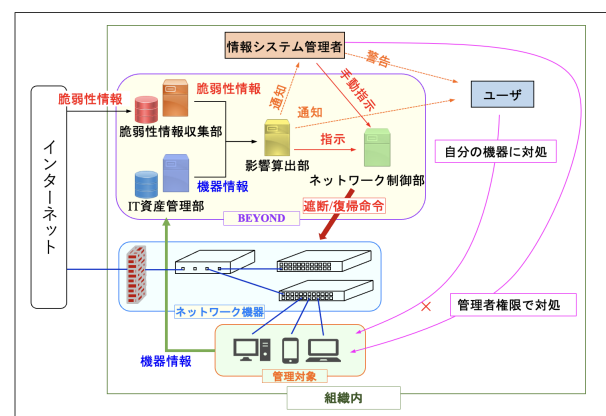 情報システム管理者
警告
脆弱性情報
脆弱性情報
通知
手動指示
ユーザ
通知
脆弱性情報収集部
指示
影響算出部
自分の機器に対処
インターネット
機器情報
ネットワーク制御部
IT資産管理部
遮断/復帰命令
BEYOND
ネットワーク機器
管理者権限で対処
機器情報
管理対象
組織内